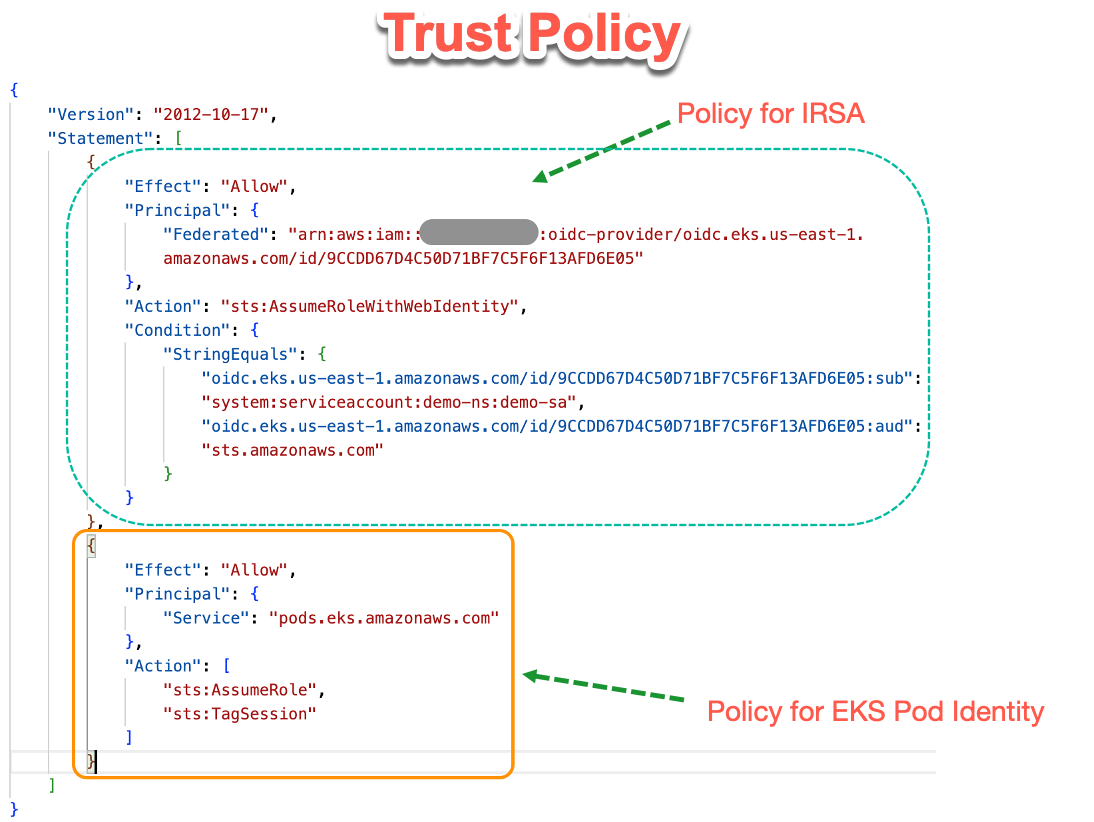 Trust Policy
{
"Version": "2012-10-17",
Policy for IRSA
"Statement": [
{
"Effect": "Allow",
"Principal": {
"Federated": "arn:aws:iam:: :oidc-provider/oidc.eks.us-east-1.
amazonaws.com/id/9CCDD67D4C50D71BF7C5F6F13AFD6E05"
},
"Action": "sts:AssumeRoleWithWebIdentity",
"Condition": {
"StringEquals": {
"oidc.eks.us-east-1.amazonaws.com/id/9CCDD67D4C50D71BF7C5F6F13AFD6E05:sub":
"system:serviceaccount:demo-ns:demo-sa",
"oidc.eks.us-east-1.amazonaws.com/id/9CCDD67D4C50D71BF7C5F6F13AFD6E05:aud":
"sts.amazonaws.com"
}
}
},
{
"Effect": "Allow",
"Principal": {
"Service": "pods.eks.amazonaws.com"
},
"Action": [
"sts:AssumeRole",
"sts:TagSession"
Policy for EKS Pod Identity
]
}
]
}